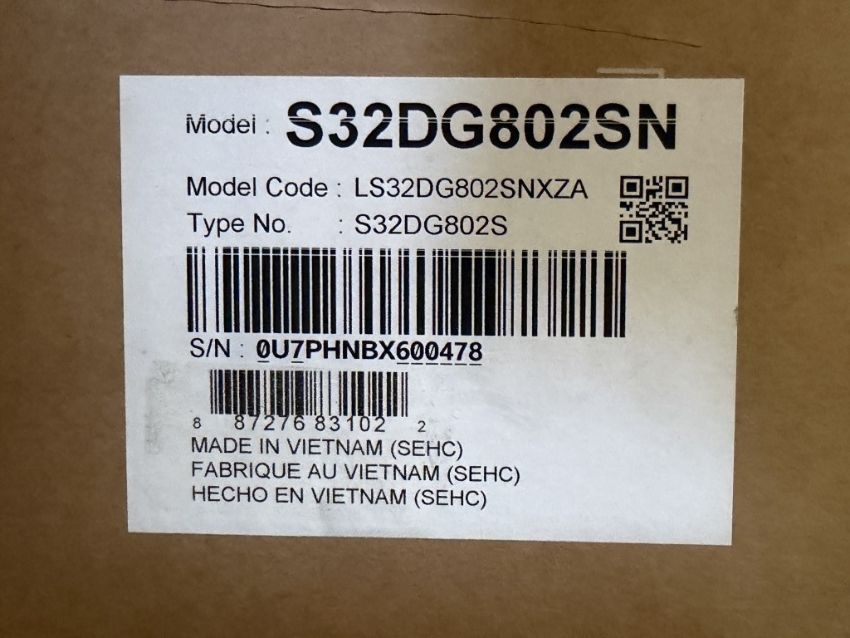 Model : S32DG802SN
Model Code : LS32DG802SNXZA
Type No. : S32DG802S
S/N : 0U7PHNBX600478
8 87276 83102 2
MADE IN VIETNAM (SEHC)
FABRIQUE AU VIETNAM (SEHC)
HECHO EN VIETNAM (SEHC)